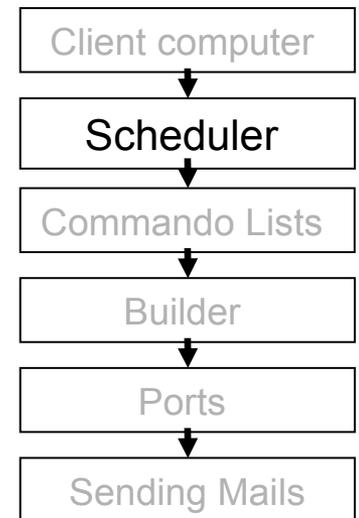 Client computer
Scheduler
Commando Lists
Builder
Ports
Sending Mails